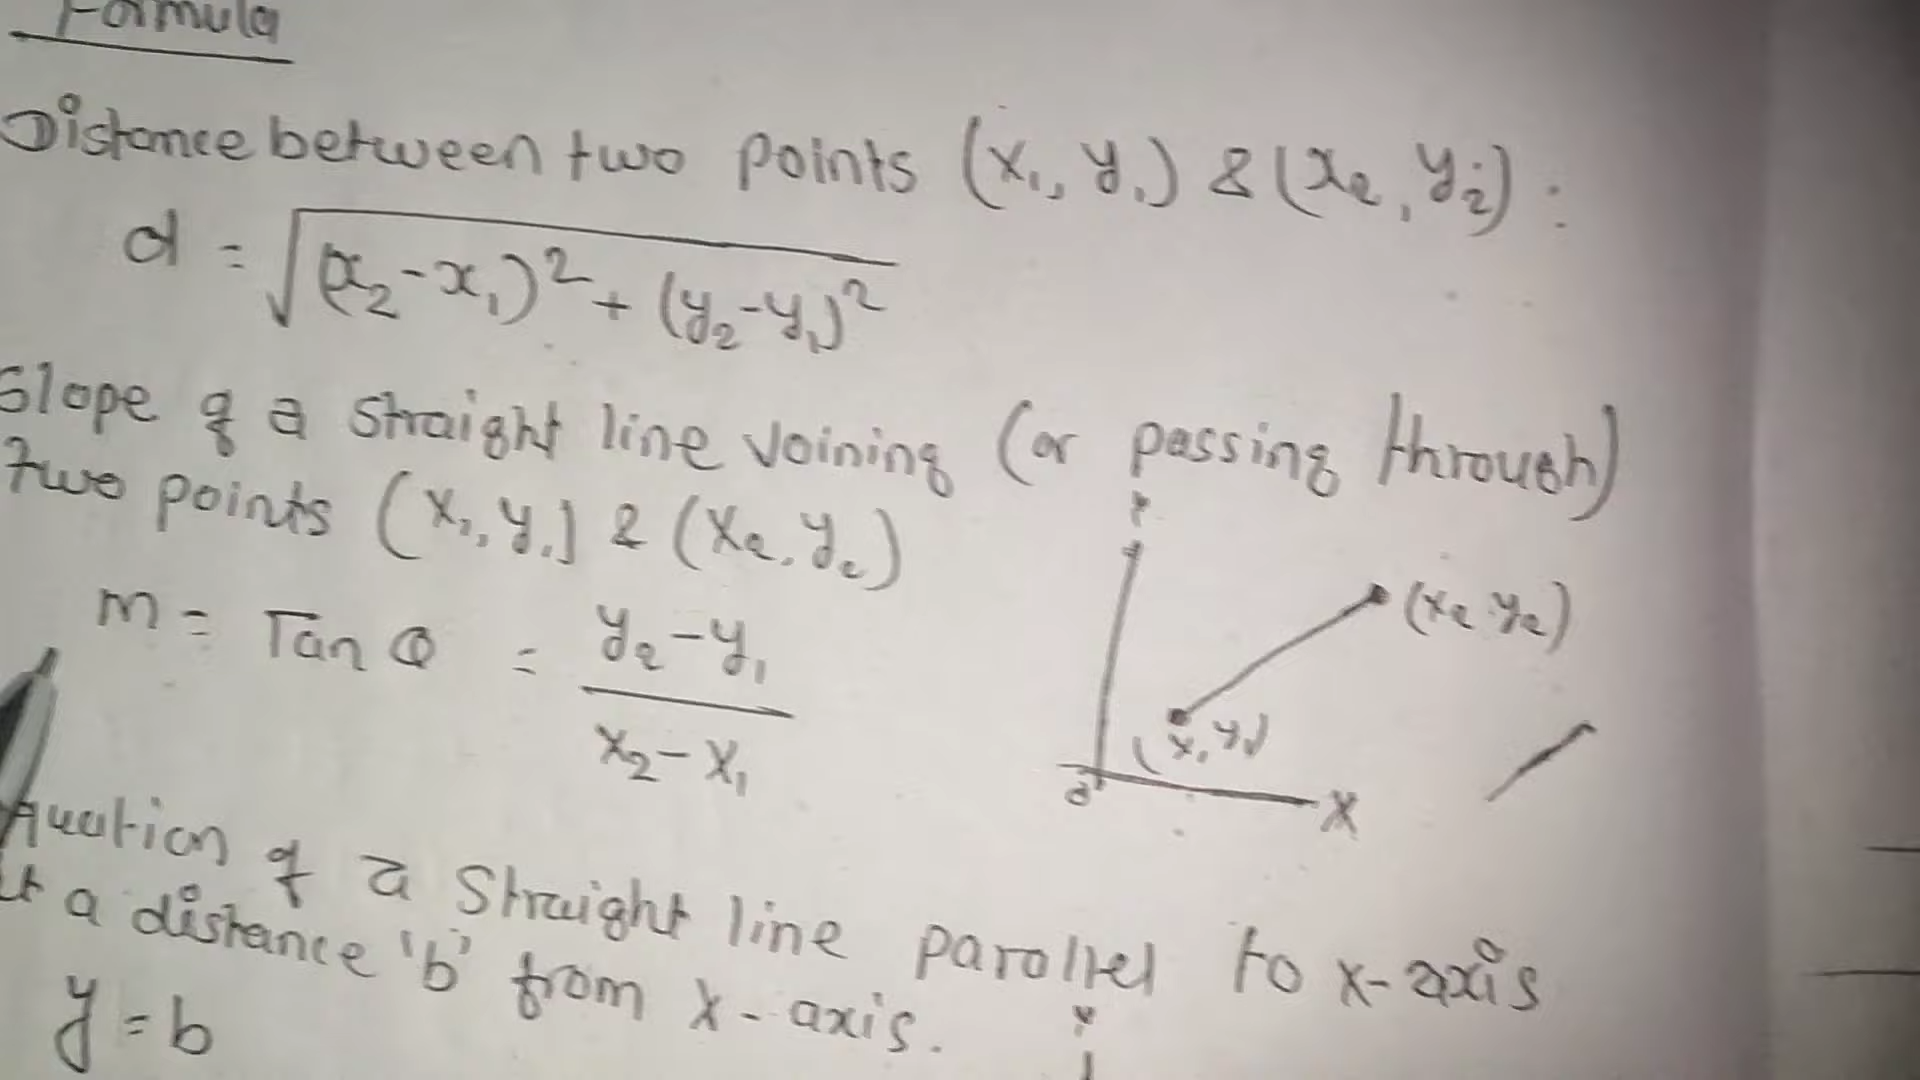 Formula
Distance between two points (x₁, y₁) & (x₂, y₂) :
d = √(x₂-x₁)² + (y₂-y₁)²
Slope of a straight line Joining (or passing through)
two points (x₁, y₁) & (x₂, y₂)
Y
(x₂ y₂)
m = Tan θ = y₂-y₁ / x₂-x₁
(x₁ y₁)
o X
quation of a Straight line parallel to x-axis
at a distance 'b' from x-axis.
y = b
Y